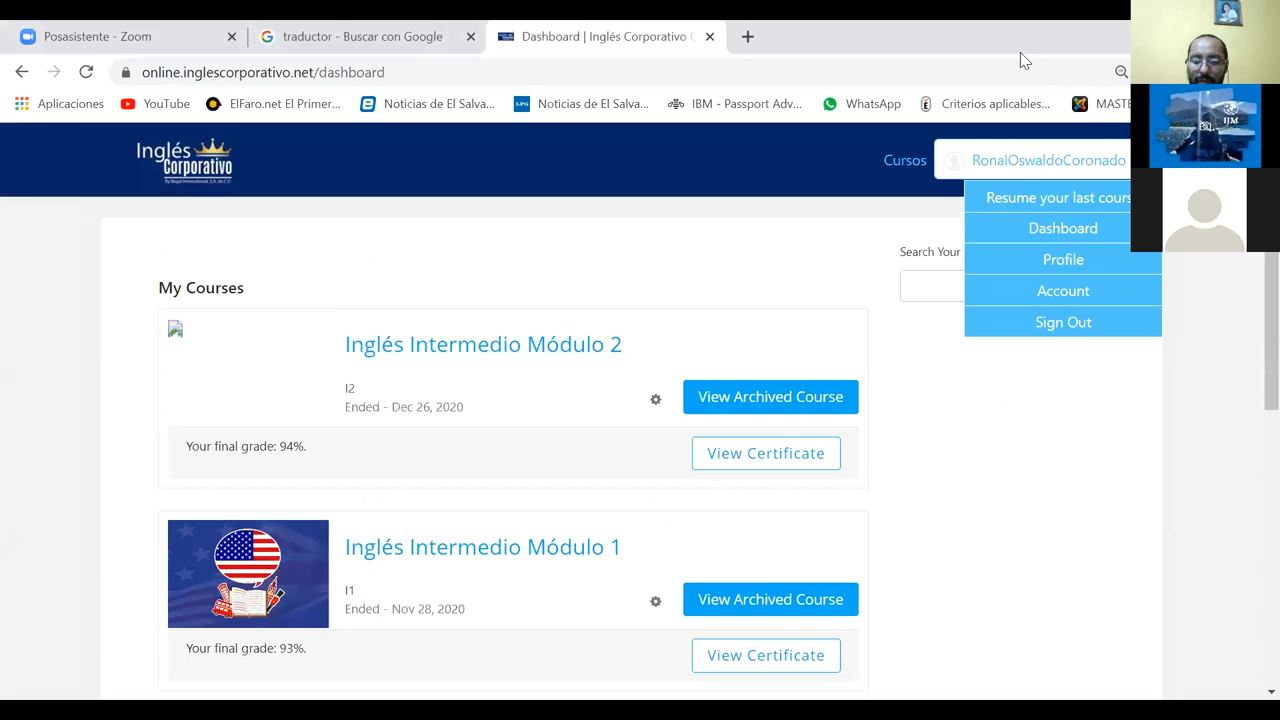 Posasistente - Zoom
traductor - Buscar con Google
Dashboard | Inglés Corporativo
online.inglescorporativo.net/dashboard
Aplicaciones
YouTube
ElFaro.net El Primer...
Noticias de El Salva...
Noticias de El Salva...
IBM - Passport Adv...
WhatsApp
Criterios aplicables...
MASTE
Inglés
Corporativo
Cursos
RonalOswaldoCoronado
IJM
Resume your last cours
Dashboard
Profile
Account
Sign Out
Search Your
My Courses
Inglés Intermedio Módulo 2
I2
Ended - Dec 26, 2020
View Archived Course
Your final grade: 94%.
View Certificate
Inglés Intermedio Módulo 1
I1
Ended - Nov 28, 2020
View Archived Course
Your final grade: 93%.
View Certificate